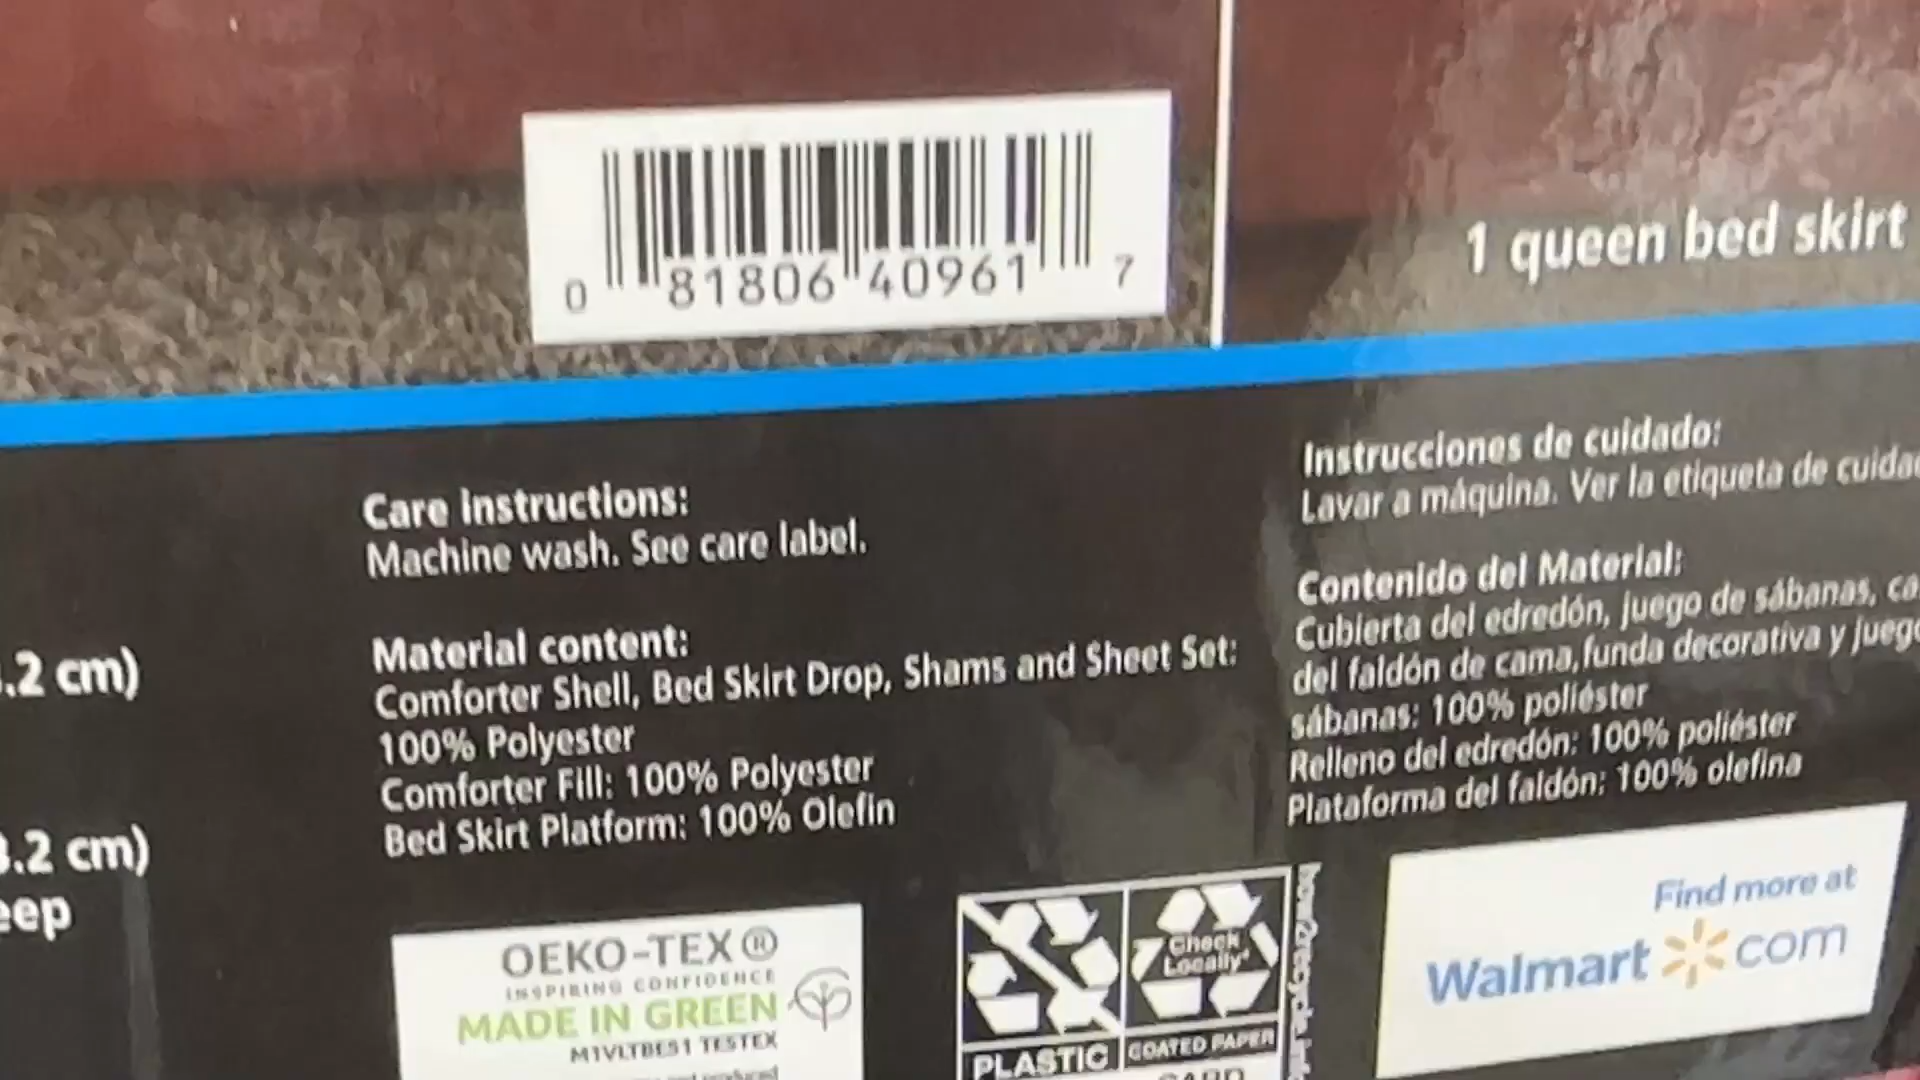 0 81806 40961 7
1 queen bed skirt
.2 cm)
.2 cm)
Care instructions:
Machine wash. See care label.
Material content:
Comforter Shell, Bed Skirt Drop, Shams and Sheet Set:
100% Polyester
Comforter Fill: 100% Polyester
Bed Skirt Platform: 100% Olefin
Instrucciones de cuidado:
Lavar a máquina. Ver la etiqueta de
Contenido del Material:
Cubierta del edredón, juego de sábanas,
del faldón de cama, funda decorativa y
sábanas: 100% poliéster
Relleno del edredón: 100% poliéster
Plataforma del faldón: 100% olefina
OEKO-TEX®
INSPIRING CONFIDENCE
MADE IN GREEN
M1VLTBES1 TESTEX
Check
Locally*
PLASTIC
COATED PAPER
how2recycle.info
Find more at
Walmart com